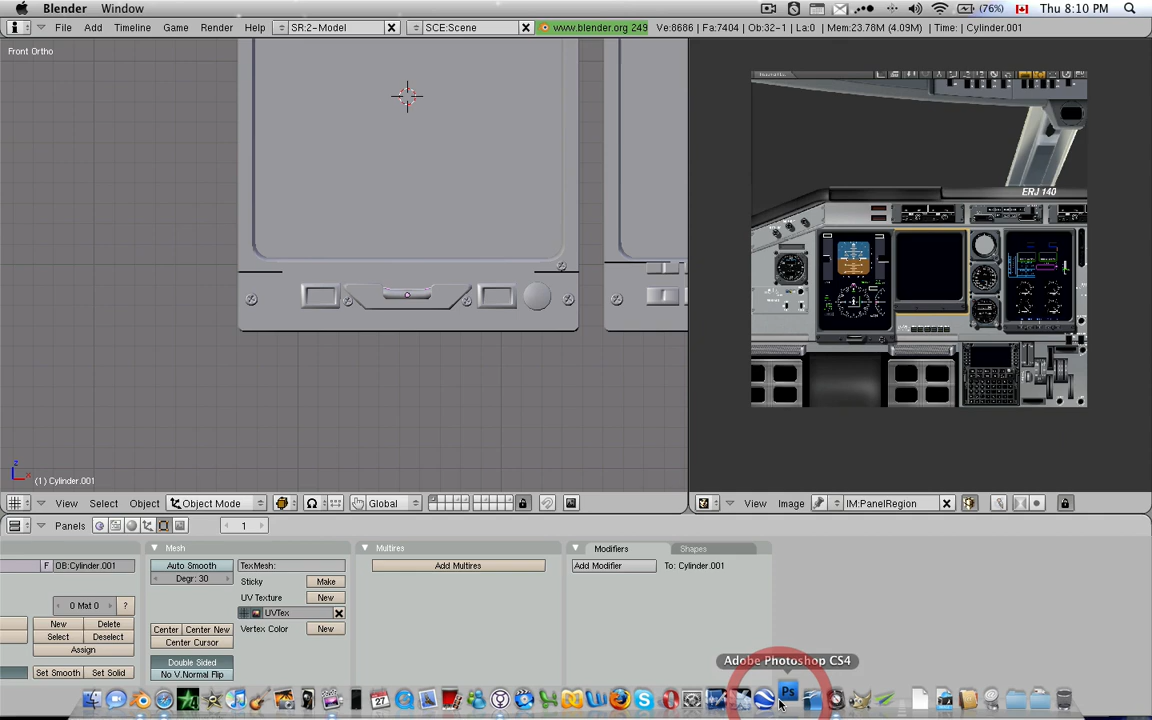 Blender Window (76%) Thu 8:10 PM
File Add Timeline Game Render Help SR:2-Model SCE:Scene www.blender.org 249 Ve:8686 | Fa:7404 | Ob:32-1 | La:0 | Mem:23.78M (4.09M) | Time: | Cylinder.001
Front Ortho
ERJ 140
z
x
(1) Cylinder.001
View Select Object Object Mode Global View Image IM:PanelRegion
Panels 1
Mesh Multires Modifiers Shapes
F OB:Cylinder.001 Auto Smooth TexMesh: Add Multires Add Modifier To: Cylinder.001
Degr: 30 Sticky Make
0 Mat 0 ? UV Texture New
UVTex
New Delete Center Center New Vertex Color New
Select Deselect Center Cursor
Assign
Double Sided
Set Smooth Set Solid No V.Normal Flip
Adobe Photoshop CS4
27
Ps